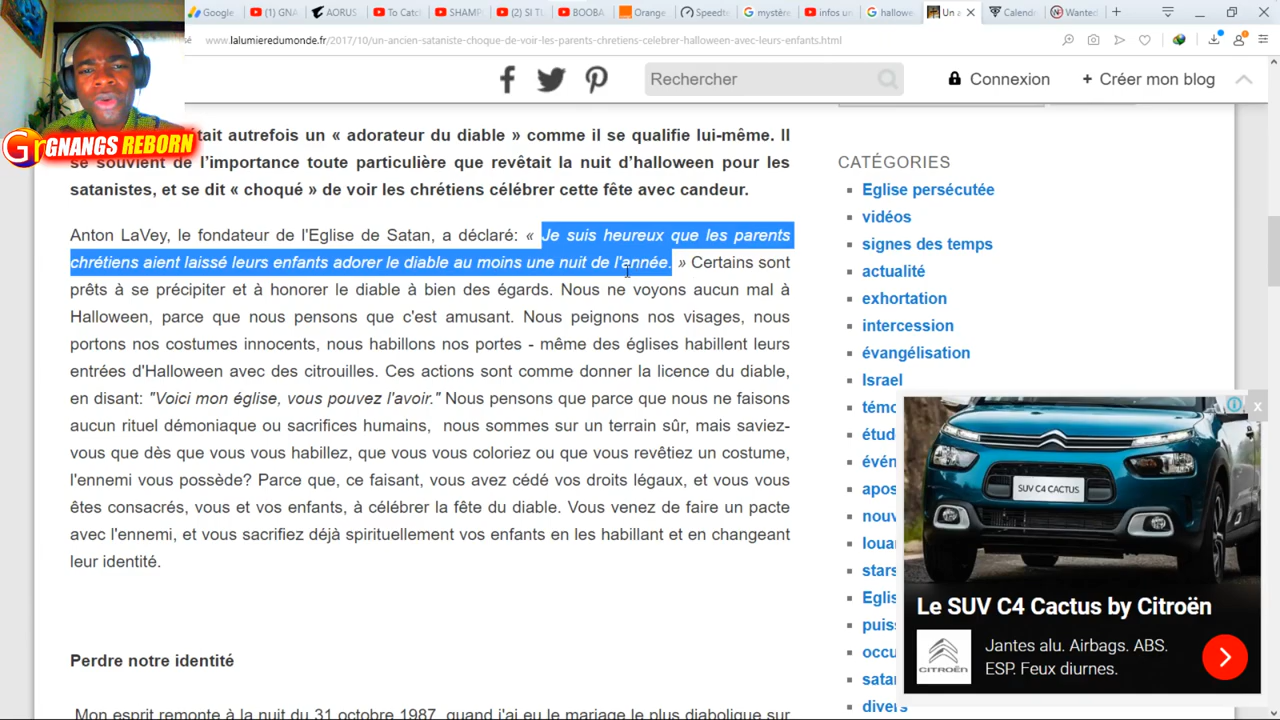 Google
(1) GNA
AORUS
To Catc
SHAMP
(2) SI TU
BOOBA
Orange
Speedte
mystère
infos un
hallowe
Un a
Calende
Wanted
www.lalumieredumonde.fr/2017/10/un-ancien-sataniste-choque-de-voir-les-parents-chretiens-celebrer-halloween-avec-leurs-enfants.html
Rechercher
Connexion
+ Créer mon blog
GNANGS REBORN
était autrefois un « adorateur du diable » comme il se qualifie lui-même. Il
se souvient de l'importance toute particulière que revêtait la nuit d'halloween pour les
satanistes, et se dit « choqué » de voir les chrétiens célébrer cette fête avec candeur.
Anton LaVey, le fondateur de l'Eglise de Satan, a déclaré: « Je suis heureux que les parents
chrétiens aient laissé leurs enfants adorer le diable au moins une nuit de l'année. » Certains sont
prêts à se précipiter et à honorer le diable à bien des égards. Nous ne voyons aucun mal à
Halloween, parce que nous pensons que c'est amusant. Nous peignons nos visages, nous
portons nos costumes innocents, nous habillons nos portes - même des églises habillent leurs
entrées d'Halloween avec des citrouilles. Ces actions sont comme donner la licence du diable,
en disant: "Voici mon église, vous pouvez l'avoir." Nous pensons que parce que nous ne faisons
aucun rituel démoniaque ou sacrifices humains, nous sommes sur un terrain sûr, mais saviez-
vous que dès que vous vous habillez, que vous vous coloriez ou que vous revêtiez un costume,
l'ennemi vous possède? Parce que, ce faisant, vous avez cédé vos droits légaux, et vous vous
êtes consacrés, vous et vos enfants, à célébrer la fête du diable. Vous venez de faire un pacte
avec l'ennemi, et vous sacrifiez déjà spirituellement vos enfants en les habillant et en changeant
leur identité.
Perdre notre identité
Mon esprit remonte à la nuit du 31 octobre 1987, quand j'ai eu le mariage le plus diabolique sur
CATÉGORIES
Eglise persécutée
vidéos
signes des temps
actualité
exhortation
intercession
évangélisation
Israel
témo
étud
évén
apos
nouv
louai
stars
Eglis
puiss
occu
satan
divers
SUV C4 CACTUS
Le SUV C4 Cactus by Citroën
CITROËN
Jantes alu. Airbags. ABS.
ESP. Feux diurnes.